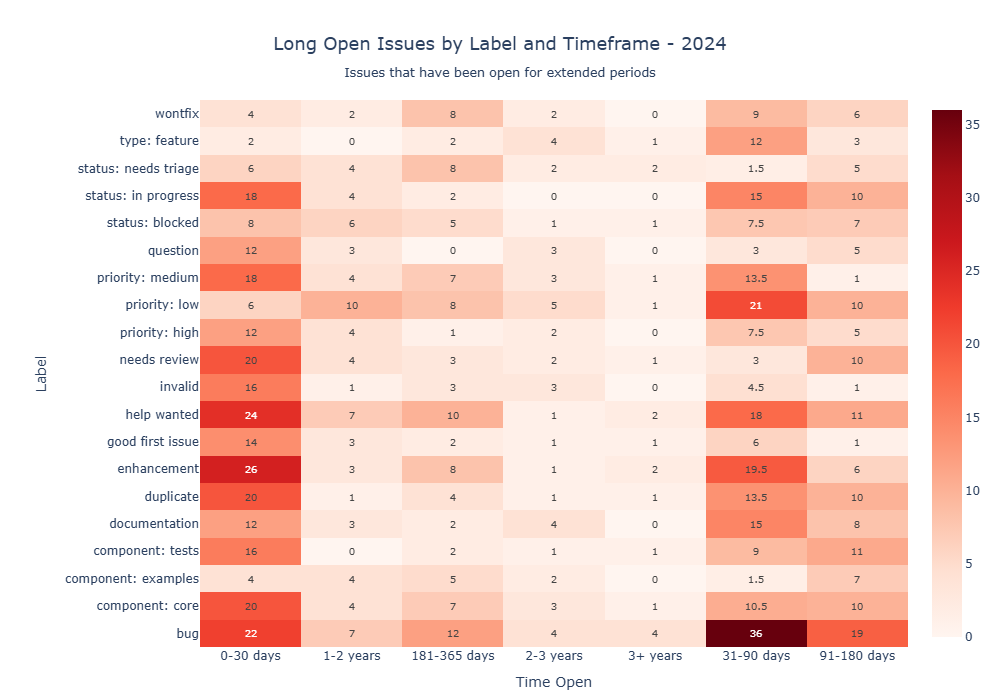 Long Open Issues by Label and Timeframe - 2024
Issues that have been open for extended periods
wontfix 4 2 8 2 0 9 6
type: feature 2 0 2 4 1 12 3
status: needs triage 6 4 8 2 2 1.5 5
status: in progress 18 4 2 0 0 15 10
status: blocked 8 6 5 1 1 7.5 7
question 12 3 0 3 0 3 5
priority: medium 18 4 7 3 1 13.5 1
priority: low 6 10 8 5 1 21 10
priority: high 12 4 1 2 0 7.5 5
needs review 20 4 3 2 1 3 10
invalid 16 1 3 3 0 4.5 1
help wanted 24 7 10 1 2 18 11
good first issue 14 3 2 1 1 6 1
enhancement 26 3 8 1 2 19.5 6
duplicate 20 1 4 1 1 13.5 10
documentation 12 3 2 4 0 15 8
component: tests 16 0 2 1 1 9 11
component: examples 4 4 5 2 0 1.5 7
component: core 20 4 7 3 1 10.5 10
bug 22 7 12 4 4 36 19
0-30 days 1-2 years 181-365 days 2-3 years 3+ years 31-90 days 91-180 days
Time Open
Label
35
30
25
20
15
10
5
0